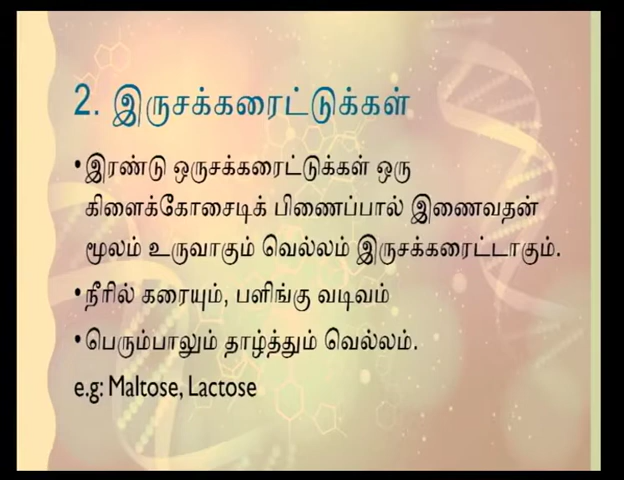 2. இருசக்கரைட்டுக்கள்
•இரண்டு ஒருசக்கரைட்டுக்கள் ஒரு
கிளைக்கோசைடிக் பிணைப்பால் இணைவதன்
மூலம் உருவாகும் வெல்லம் இருசக்கரைட்டாகும்.
•நீரில் கரையும், பளிங்கு வடிவம்
•பெரும்பாலும் தாழ்த்தும் வெல்லம்.
e.g: Maltose, Lactose